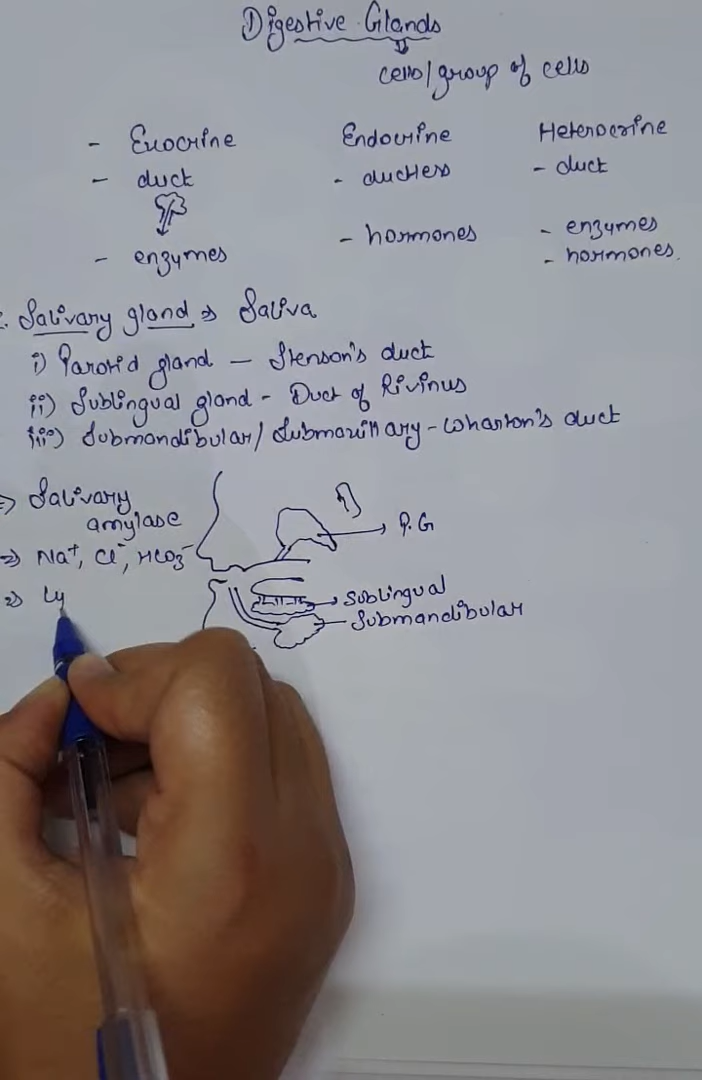 Digestive Glands
cells/group of cells
- Exocrine Endocrine Heterocrine
- duct - ductless - duct
- enzymes - hormones - enzymes
- hormones.
. Salivary gland ⇒ Saliva
i) Parotid gland — Stenson's duct
ii) Sublingual gland - Duct of Rivinus
iii) Submandibular/Submaxillary - Wharton's duct
⇒ Salivary
amylase
⇒ Na⁺, Cl⁻, HCO₃⁻
⇒ Ly
P.G
Sublingual
Submandibular